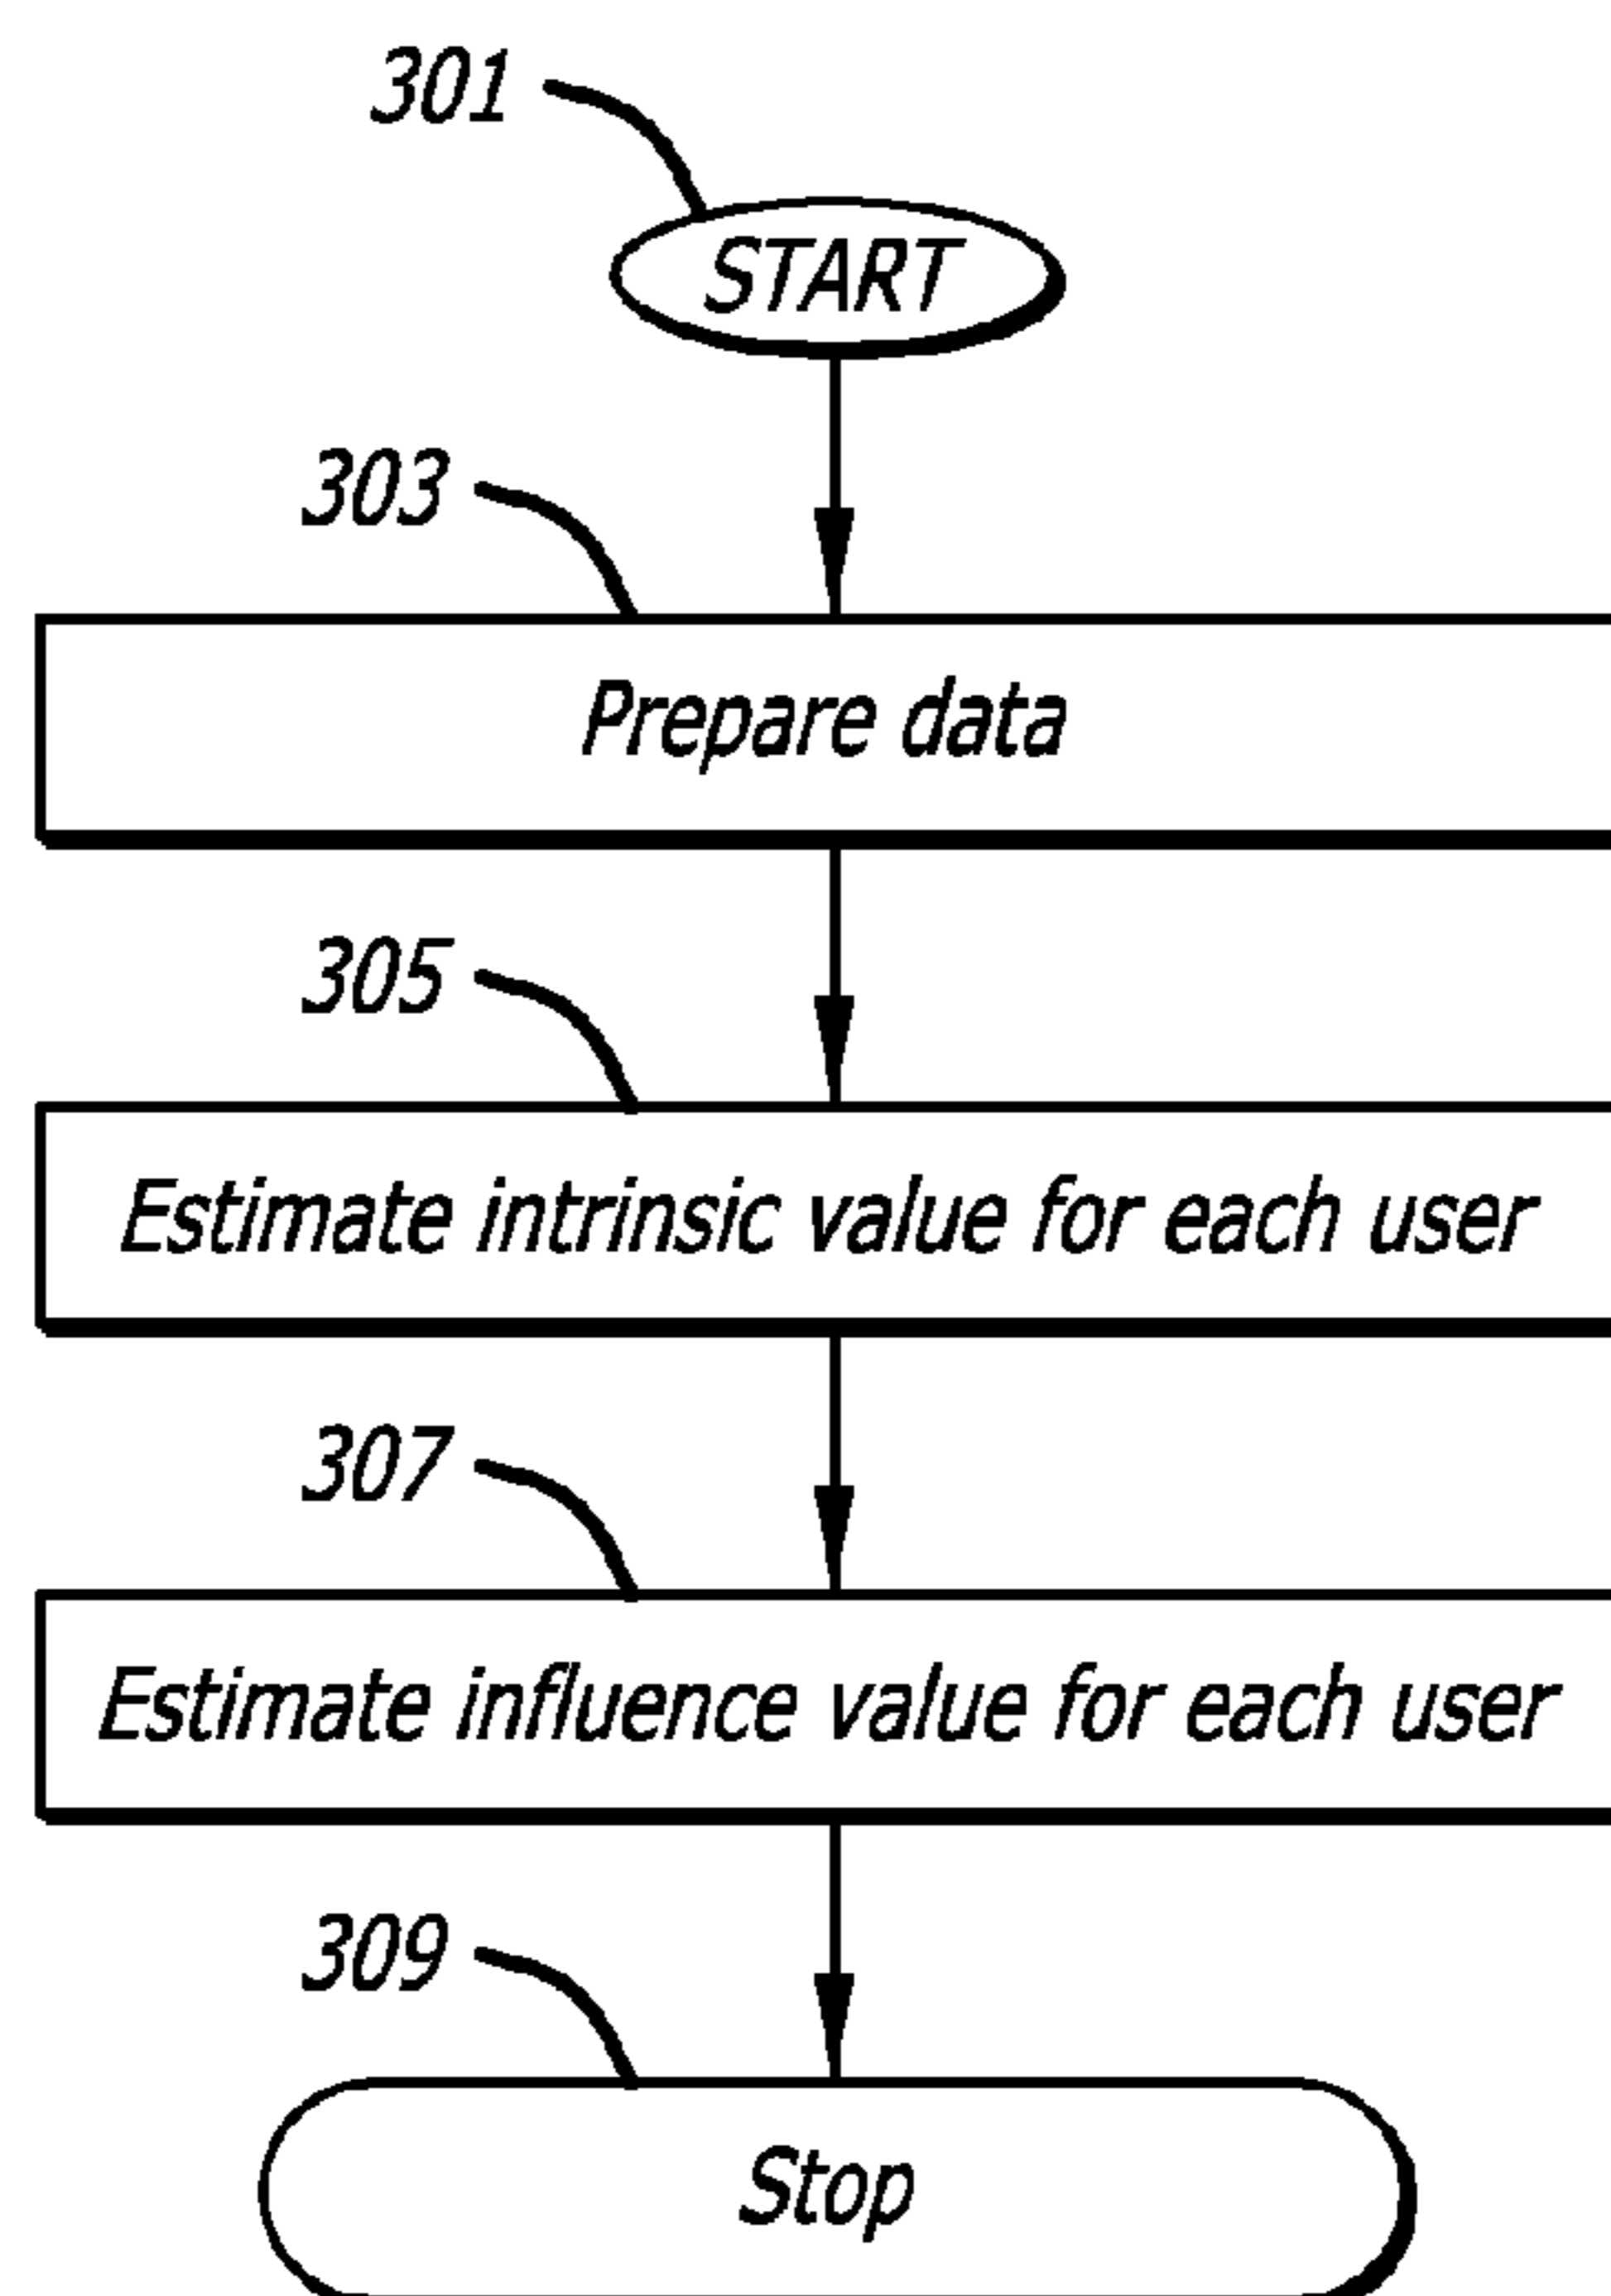 301
START
303
Prepare data
305
Estimate intrinsic value for each user
307
Estimate influence value for each user
309
Stop